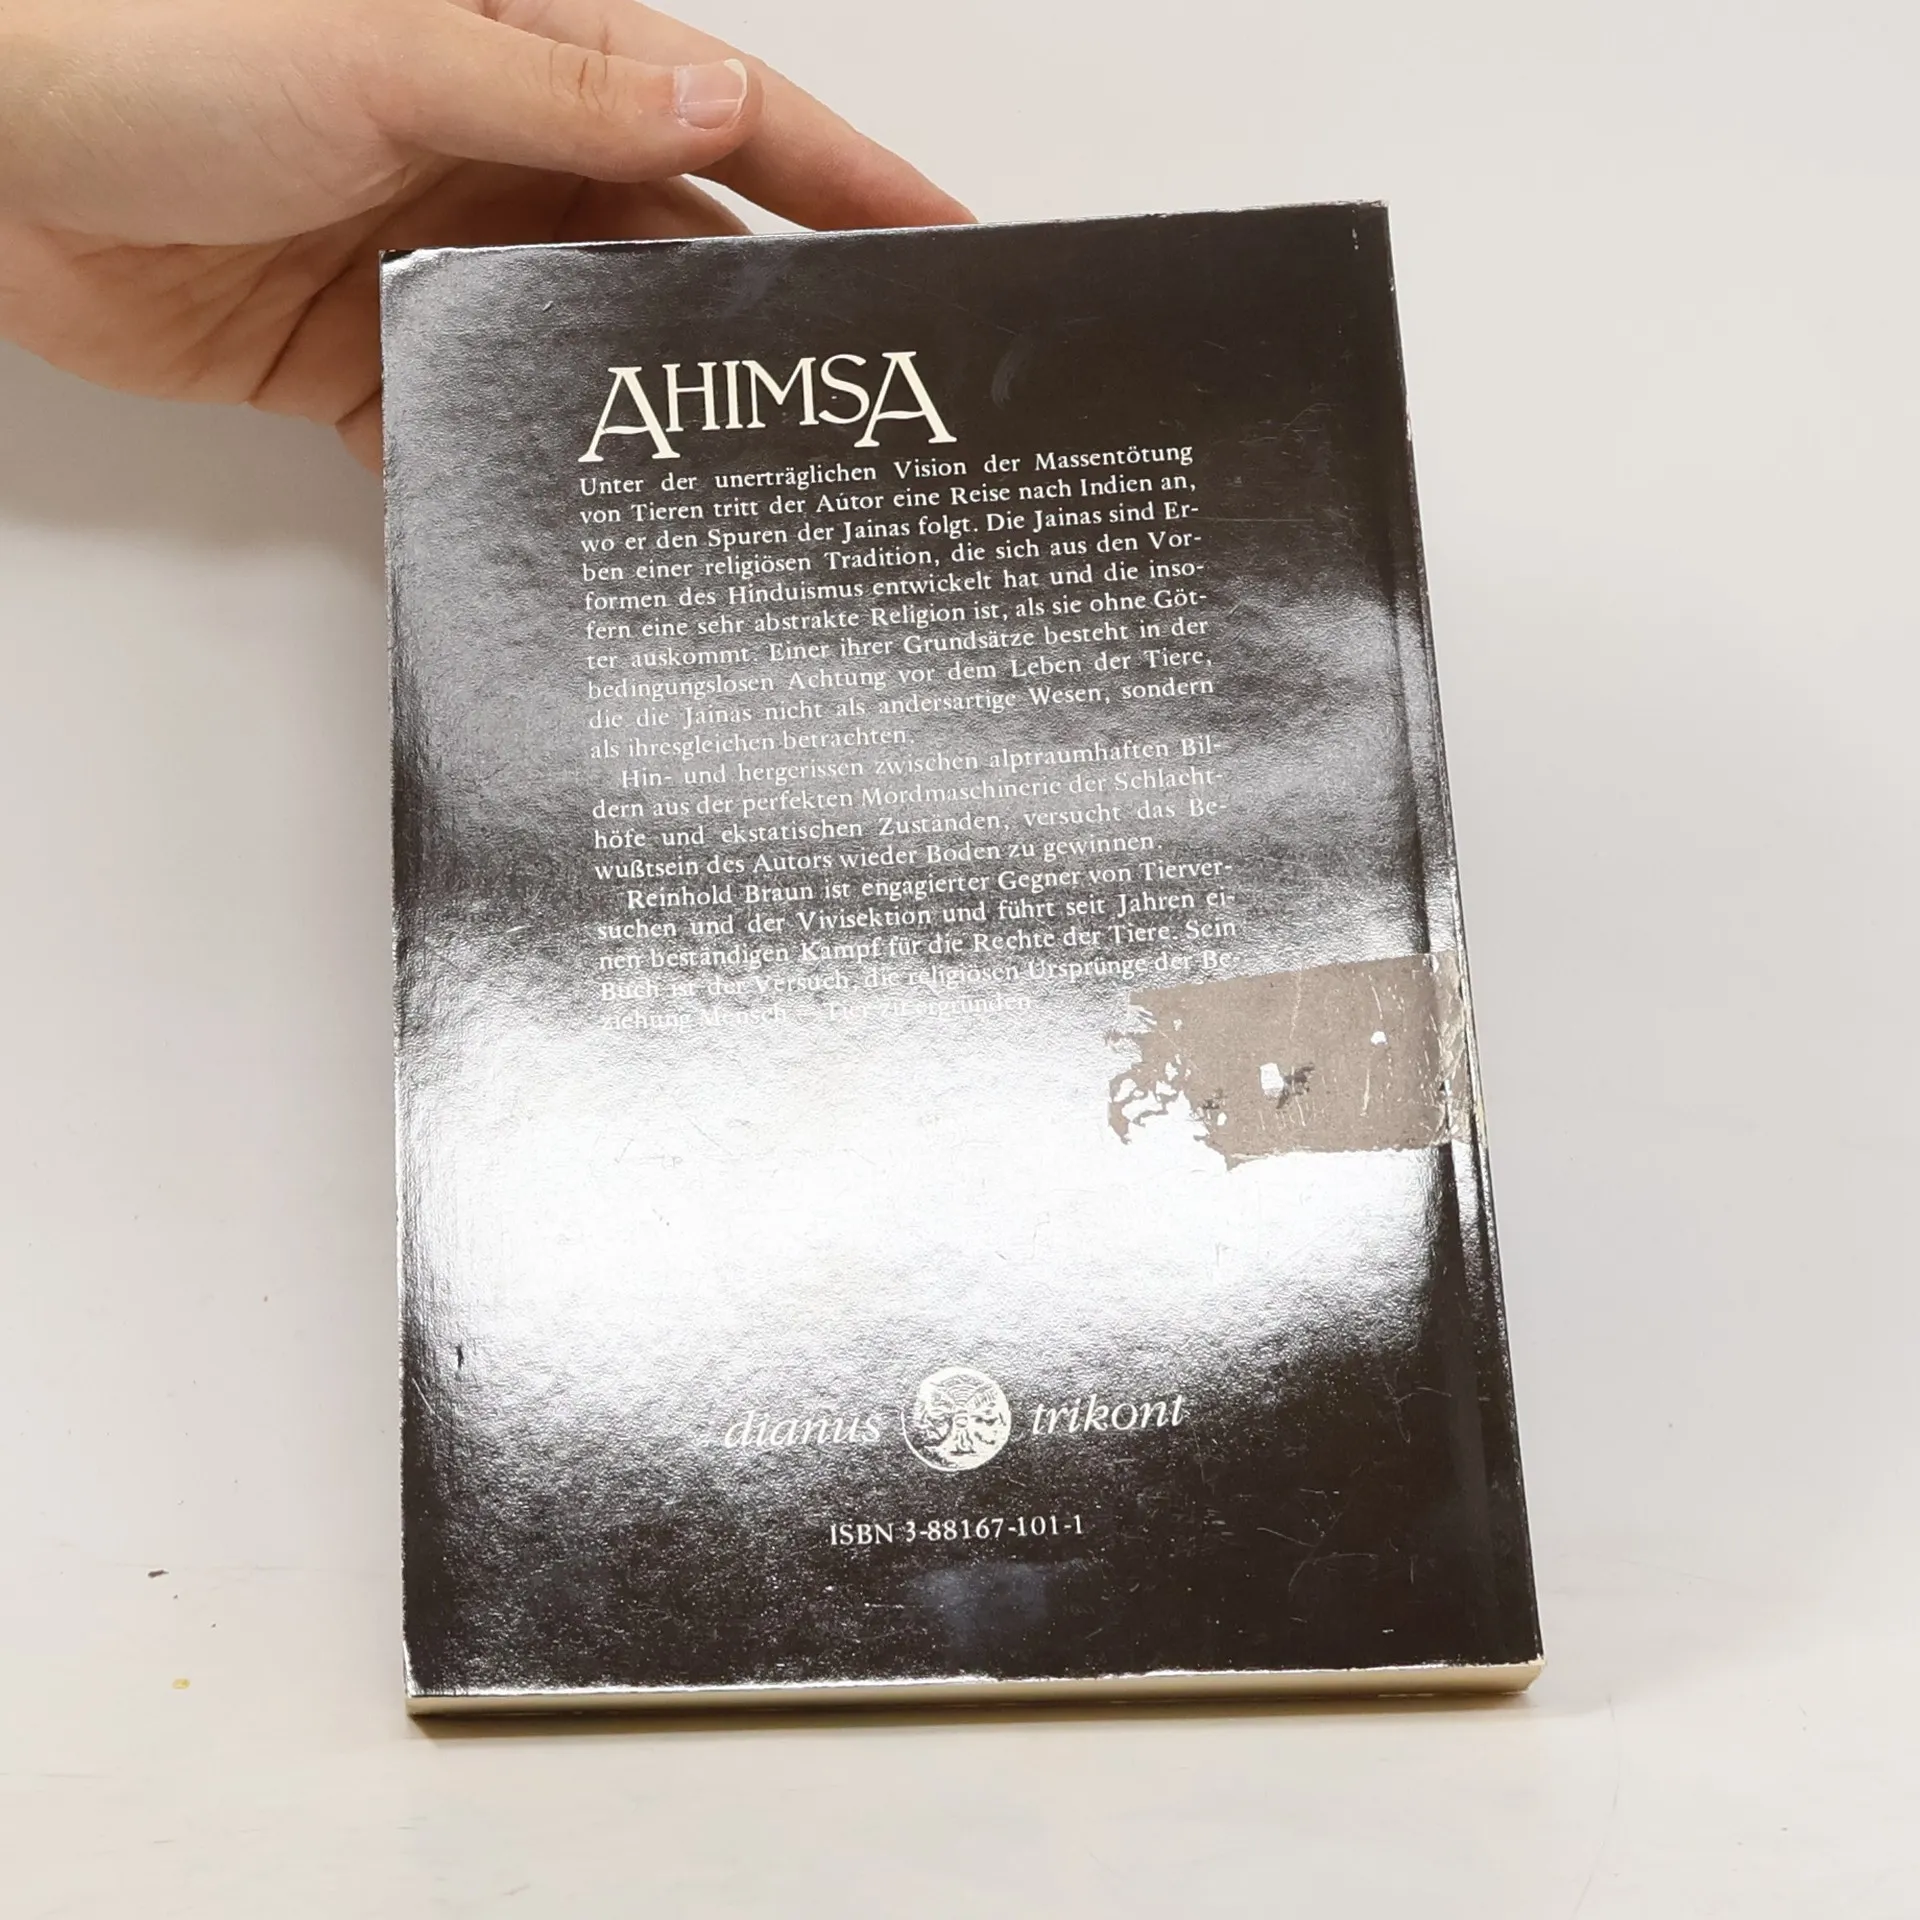 AHIMSA
Unter der unerträglichen Vision der Massentötung
von Tieren tritt der Autor eine Reise nach Indien an,
wo er den Spuren der Jainas folgt. Die Jainas sind Er-
ben einer religiösen Tradition, die sich aus den Vor-
formen des Hinduismus entwickelt hat und die inso-
fern eine sehr abstrakte Religion ist, als sie ohne Göt-
ter auskommt. Einer ihrer Grundsätze besteht in der
bedingungslosen Achtung vor dem Leben der Tiere,
die die Jainas nicht als andersartige Wesen, sondern
als ihresgleichen betrachten.
Hin- und hergerissen zwischen alptraumhaften Bil-
dern aus der perfekten Mordmaschinerie der Schlacht-
höfe und ekstatischen Zuständen, versucht das Be-
wußtsein des Autors wieder Boden zu gewinnen.
Reinhold Braun ist engagierter Gegner von Tierver-
suchen und der Vivisektion und führt seit Jahren ei-
nen beständigen Kampf für die Rechte der Tiere. Sein
Buch ist der Versuch, die religiösen Ursprünge der Be-
ziehung Mensch – Tier zu ergründen.
dianus trikont
ISBN 3-88167-101-1